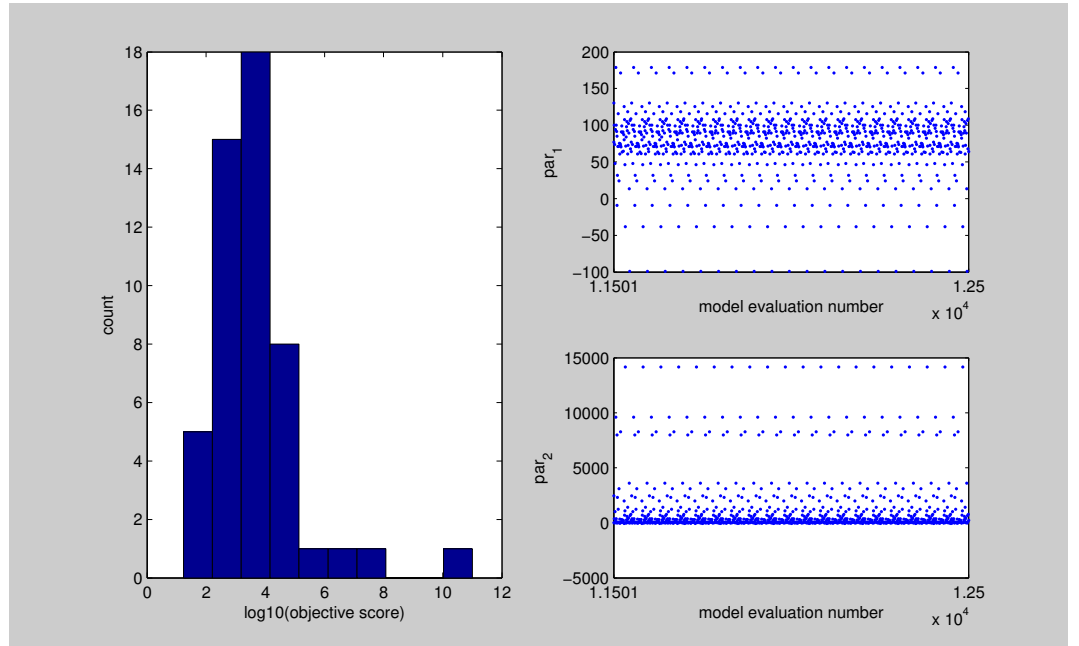 18
16
14
12
10
8
6
4
2
0
count
0 2 4 6 8 10 12
log10(objective score)
200
150
100
50
0
−50
−100
par1
1.1501 1.25
model evaluation number
x 10^4
15000
10000
5000
0
−5000
par2
1.1501 1.25
model evaluation number
x 10^4